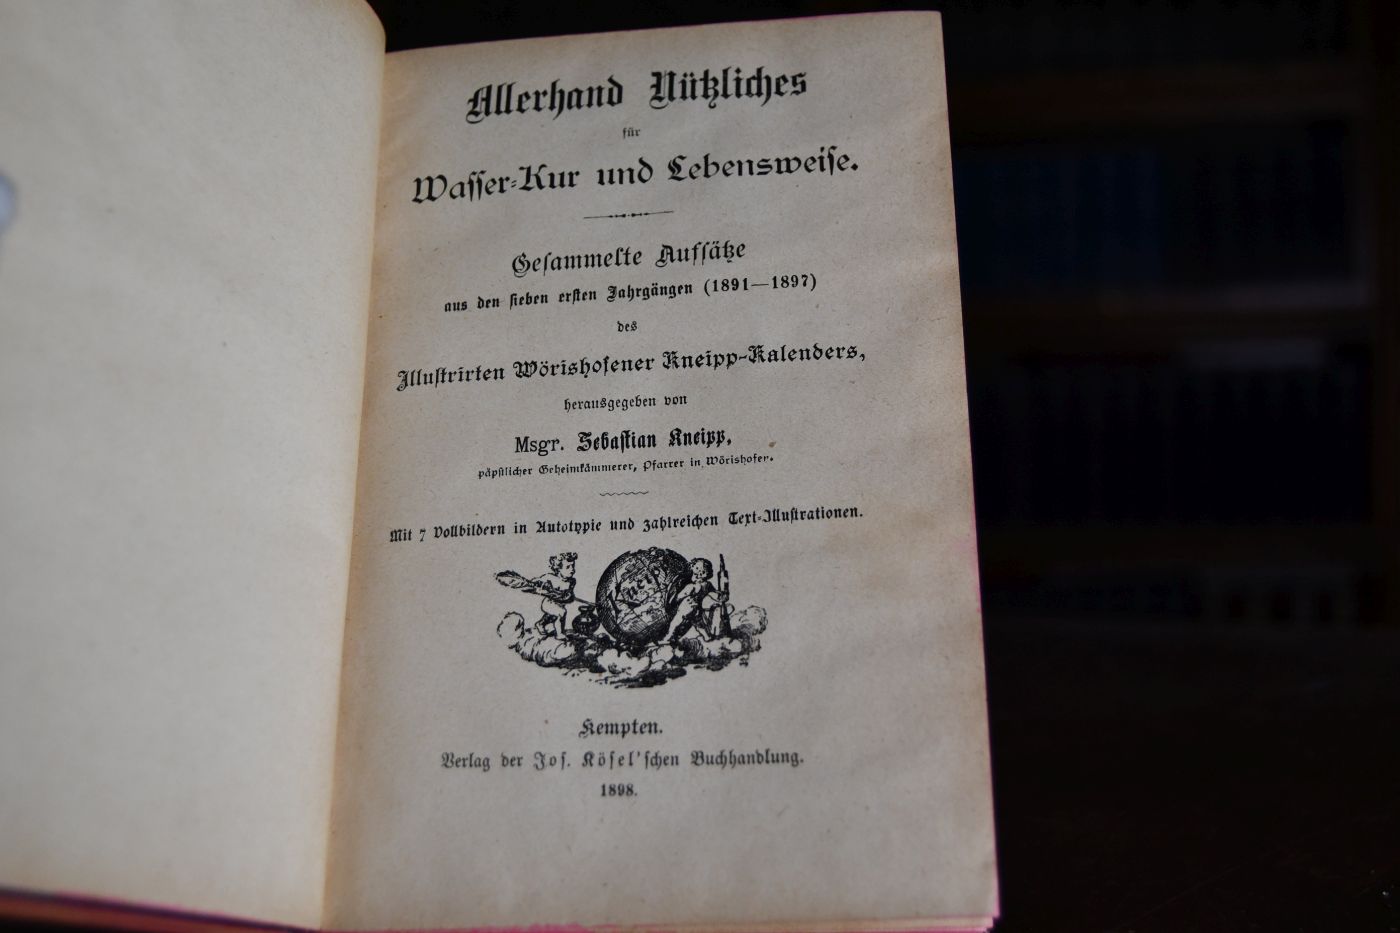 Allerhand Nützliches
für
Wasser-Kur und Lebensweise.
Gesammelte Aufsätze
aus den sieben ersten Jahrgängen (1891—1897)
des
Illustrirten Wörishofener Kneipp-Kalenders,
herausgegeben von
Msgr. Sebastian Kneipp,
päpstlicher Geheimkämmerer, Pfarrer in Wörishofen.
Mit 7 Vollbildern in Autotypie und zahlreichen Text-Illustrationen.
Kempten.
Verlag der Jos. Kösel'schen Buchhandlung.
1898.